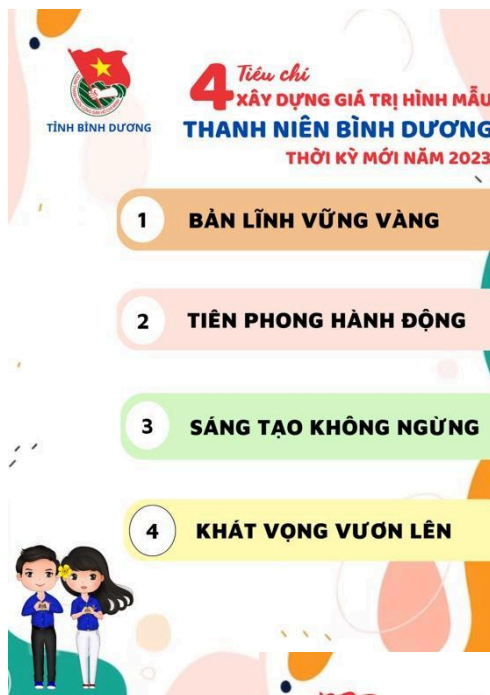 4 Tiêu chí
XÂY DỰNG GIÁ TRỊ HÌNH MẪU
TỈNH BÌNH DƯƠNG
THANH NIÊN BÌNH DƯƠNG
THỜI KỲ MỚI NĂM 2023
1 BẢN LĨNH VỮNG VÀNG
2 TIÊN PHONG HÀNH ĐỘNG
3 SÁNG TẠO KHÔNG NGỪNG
4 KHÁT VỌNG VƯƠN LÊN